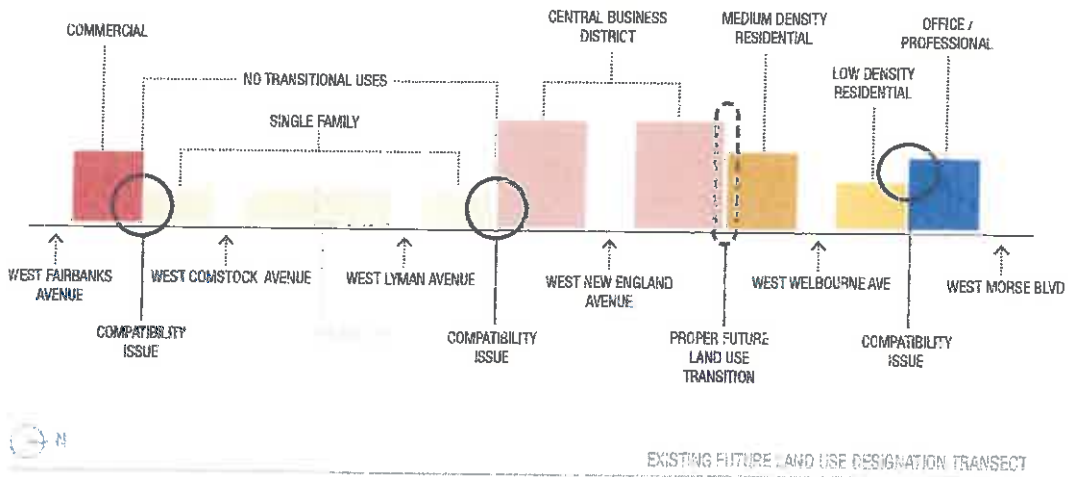 COMMERCIAL
NO TRANSITIONAL USES
SINGLE FAMILY
CENTRAL BUSINESS
DISTRICT
MEDIUM DENSITY
RESIDENTIAL
LOW DENSITY
RESIDENTIAL
OFFICE /
PROFESSIONAL
WEST FAIRBANKS
AVENUE
WEST COMSTOCK AVENUE
WEST LYMAN AVENUE
WEST NEW ENGLAND
AVENUE
WEST WELBOURNE AVE
WEST MORSE BLVD
COMPATIBILITY
ISSUE
COMPATIBILITY
ISSUE
PROPER FUTURE
LAND USE
TRANSITION
COMPATIBILITY
ISSUE
N
EXISTING FUTURE LAND USE DESIGNATION TRANSECT